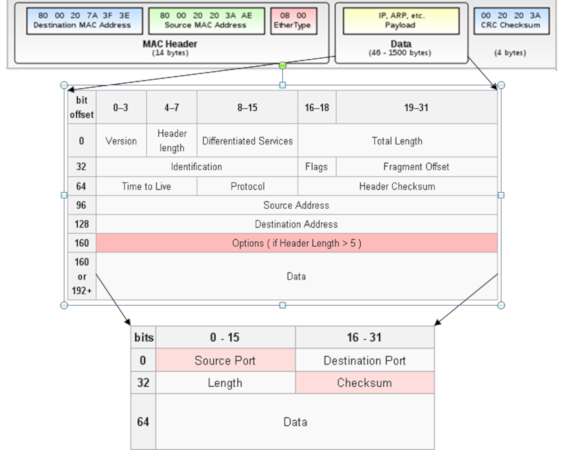 80 00 20 7A 3F 3E
Destination MAC Address
80 00 20 20 3A AE
Source MAC Address
08 00
EtherType
IP, ARP, etc.
Payload
00 20 20 3A
CRC Checksum
MAC Header
(14 bytes)
Data
(46 - 1500 bytes)
(4 bytes)
bit offset 0–3 4–7 8–15 16–18 19–31
0 Version Header length Differentiated Services Total Length
32 Identification Flags Fragment Offset
64 Time to Live Protocol Header Checksum
96 Source Address
128 Destination Address
160 Options ( if Header Length > 5 )
160 or 192+ Data
bits 0 - 15 16 - 31
0 Source Port Destination Port
32 Length Checksum
64 Data